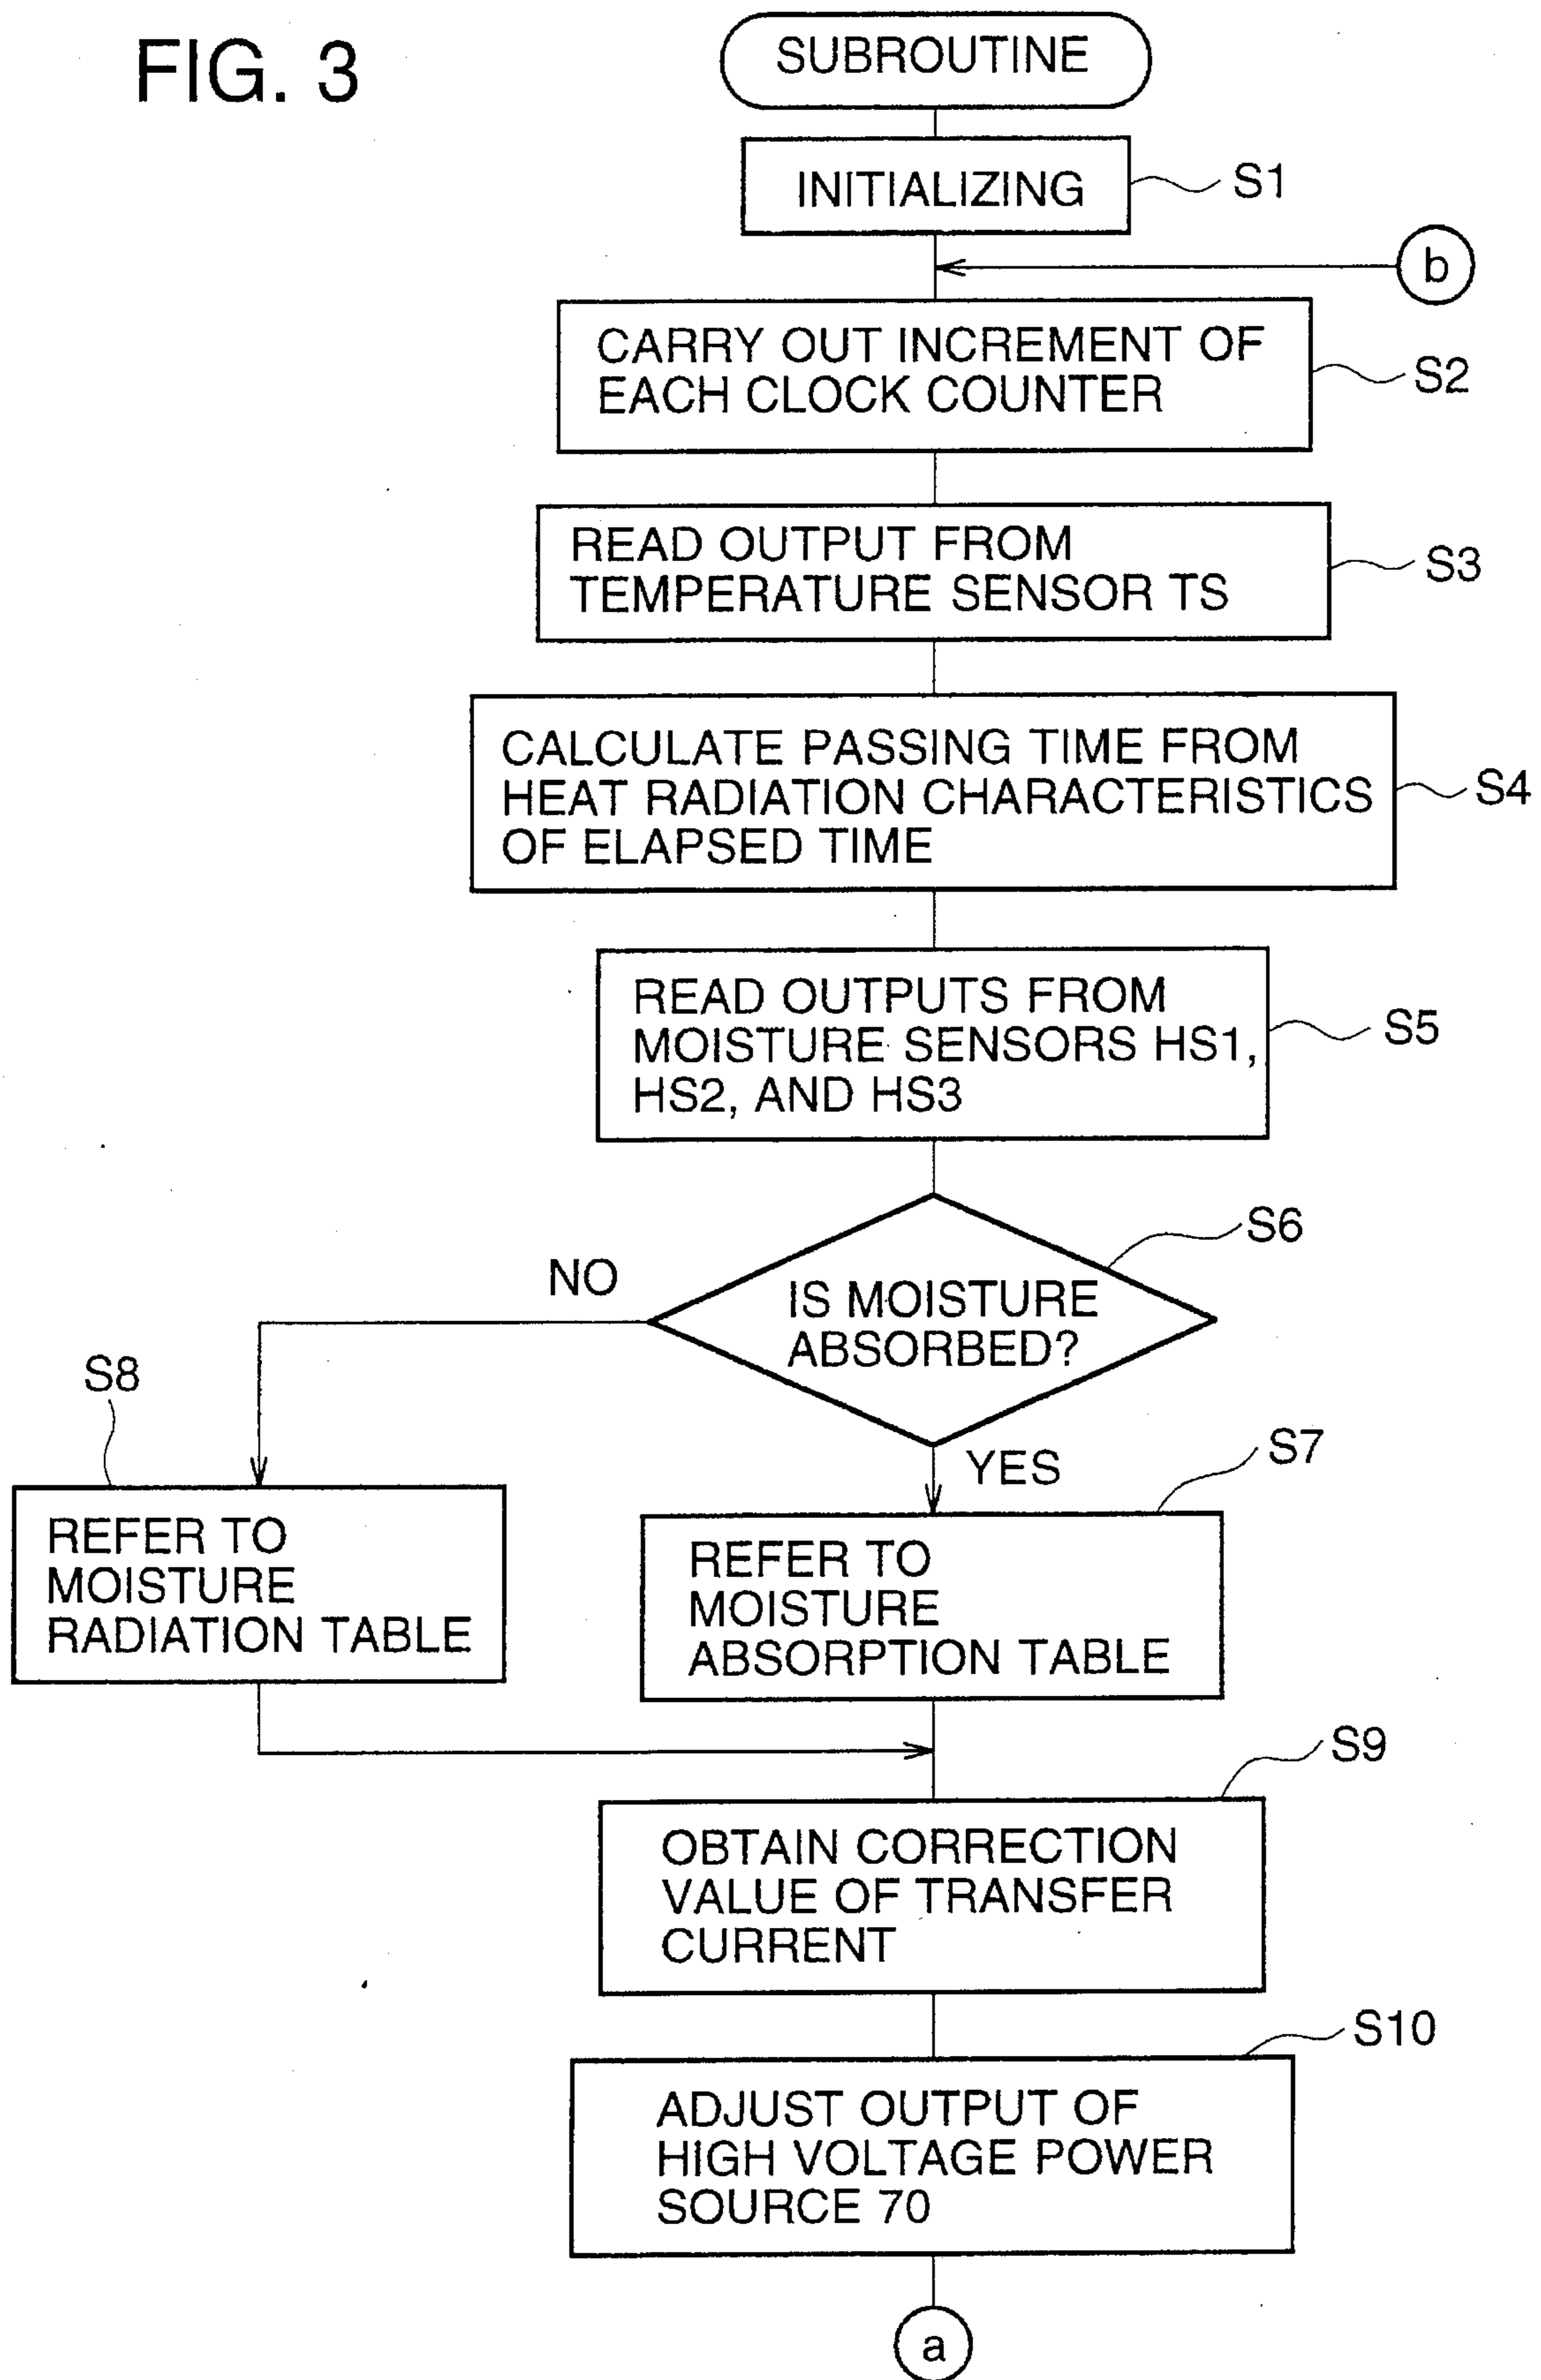 FIG. 3
SUBROUTINE
INITIALIZING
S1
b
CARRY OUT INCREMENT OF
EACH CLOCK COUNTER
S2
READ OUTPUT FROM
TEMPERATURE SENSOR TS
S3
CALCULATE PASSING TIME FROM
HEAT RADIATION CHARACTERISTICS
OF ELAPSED TIME
S4
READ OUTPUTS FROM
MOISTURE SENSORS HS1,
HS2, AND HS3
S5
S6
NO
IS MOISTURE
ABSORBED?
S8
YES
S7
REFER TO
MOISTURE
RADIATION TABLE
REFER TO
MOISTURE
ABSORPTION TABLE
S9
OBTAIN CORRECTION
VALUE OF TRANSFER
CURRENT
S10
ADJUST OUTPUT OF
HIGH VOLTAGE POWER
SOURCE 70
a